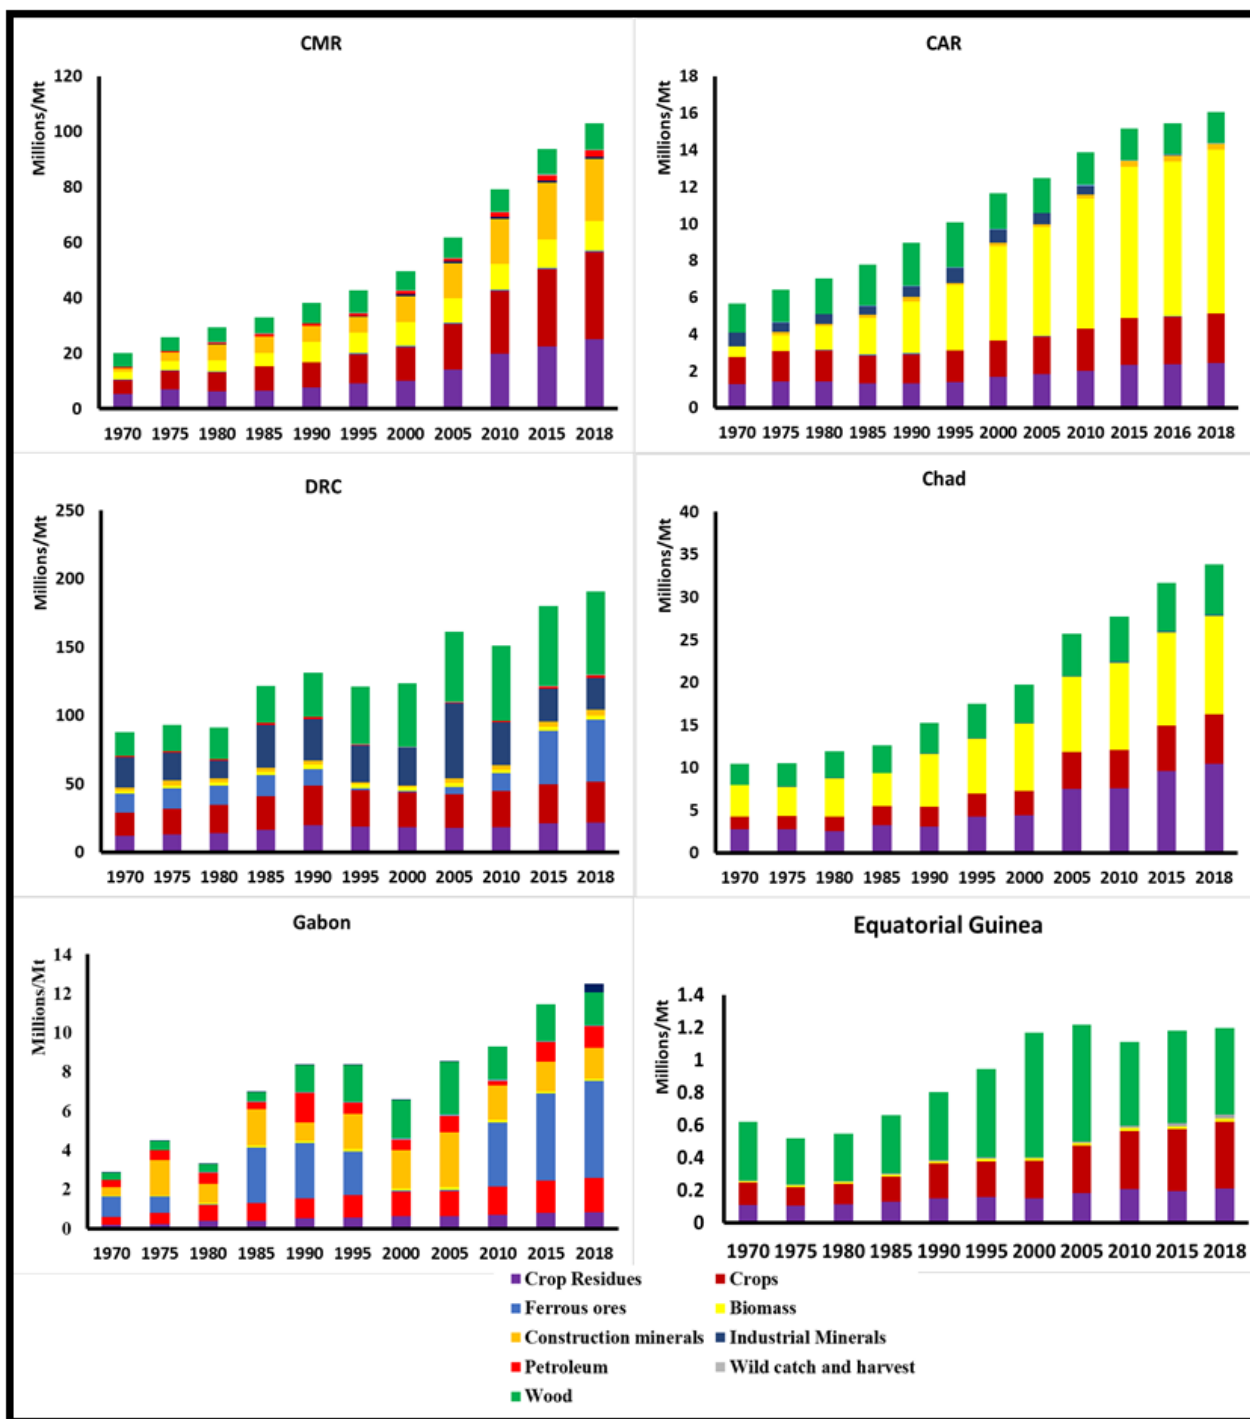 CMR
Millions/Mt
120
100
80
60
40
20
0
1970 1975 1980 1985 1990 1995 2000 2005 2010 2015 2018
CAR
Millions/Mt
18
16
14
12
10
8
6
4
2
0
1970 1975 1980 1985 1990 1995 2000 2005 2010 2015 2016 2018
DRC
Millions/Mt
250
200
150
100
50
0
1970 1975 1980 1985 1990 1995 2000 2005 2010 2015 2018
Chad
Millions/Mt
40
35
30
25
20
15
10
5
0
1970 1975 1980 1985 1990 1995 2000 2005 2010 2015 2018
Gabon
Millions/Mt
14
12
10
8
6
4
2
0
1970 1975 1980 1985 1990 1995 2000 2005 2010 2015 2018
Equatorial Guinea
Millions/Mt
1.4
1.2
1
0.8
0.6
0.4
0.2
0
1970 1975 1980 1985 1990 1995 2000 2005 2010 2015 2018
Crop Residues Crops
Ferrous ores Biomass
Construction minerals Industrial Minerals
Petroleum Wild catch and harvest
Wood